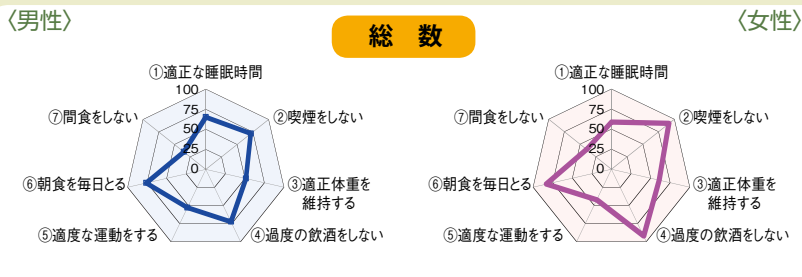 〈男性〉
総 数
〈女性〉
①適正な睡眠時間
100
75
50
25
0
②喫煙をしない
③適正体重を
維持する
④過度の飲酒をしない
⑤適度な運動をする
⑥朝食を毎日とる
⑦間食をしない
①適正な睡眠時間
100
75
50
25
0
②喫煙をしない
③適正体重を
維持する
④過度の飲酒をしない
⑤適度な運動をする
⑥朝食を毎日とる
⑦間食をしない